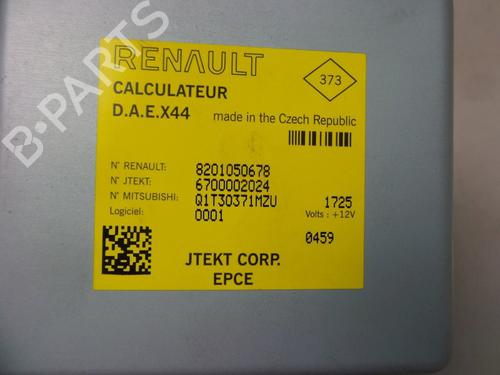 RENAULT
373
CALCULATEUR
D.A.E.X44 made in the Czech Republic
N° RENAULT: 8201050678
N° JTEKT: 6700002024
N° MITSUBISHI: Q1T30371MZU 1725
Logiciel: 0001 Volts : +12V
0459
JTEKT CORP.
EPCE
B-PARTS